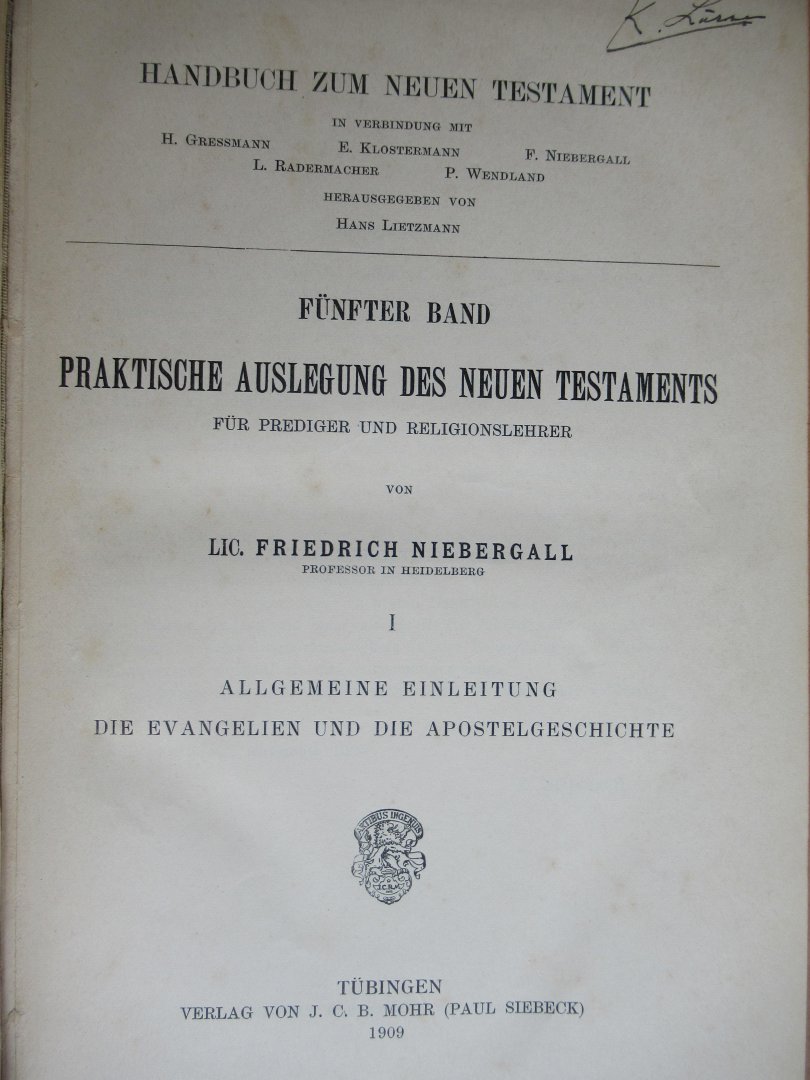 HANDBUCH ZUM NEUEN TESTAMENT
IN VERBINDUNG MIT
H. GRESSMANN E. KLOSTERMANN F. NIEBERGALL
L. RADERMACHER P. WENDLAND
HERAUSGEGEBEN VON
HANS LIETZMANN
FÜNFTER BAND
PRAKTISCHE AUSLEGUNG DES NEUEN TESTAMENTS
FÜR PREDIGER UND RELIGIONSLEHRER
VON
LIC. FRIEDRICH NIEBERGALL
PROFESSOR IN HEIDELBERG
I
ALLGEMEINE EINLEITUNG
DIE EVANGELIEN UND DIE APOSTELGESCHICHTE
ARTIBUS INGENUIS
TÜBINGEN
VERLAG VON J. C. B. MOHR (PAUL SIEBECK)
1909